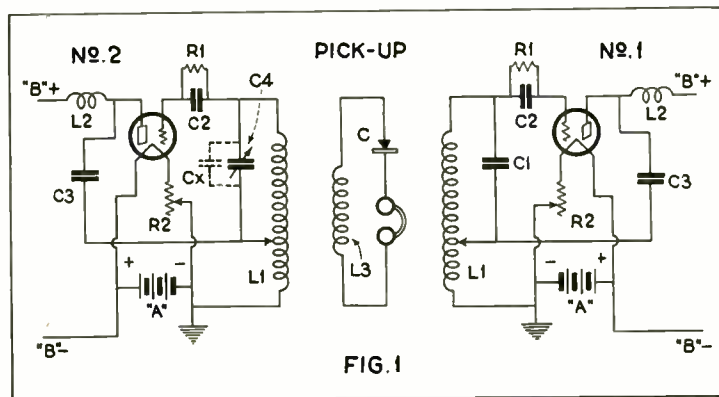 Nº.2
PICK-UP
Nº.1
R1
C4
C
R1
"B"+
L2
C2
Cx
C3
R2
L1
L3
C1
C2
L2
"B"+
R2
C3
L1
+
-
"A"
-
+
"A"
"B"-
"B"-
FIG.1